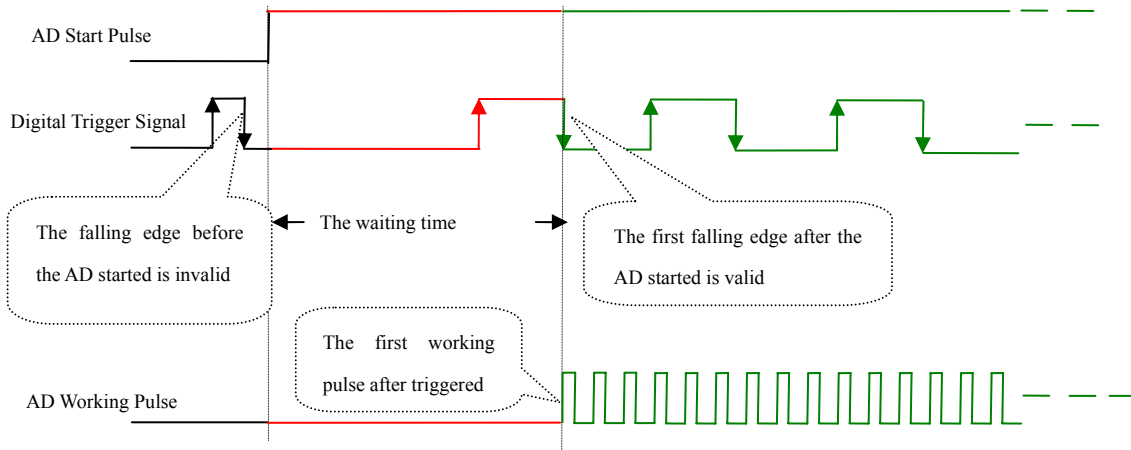 AD Start Pulse
Digital Trigger Signal
The waiting time
The falling edge before
the AD started is invalid
The first falling edge after the
AD started is valid
The first working
pulse after triggered
AD Working Pulse